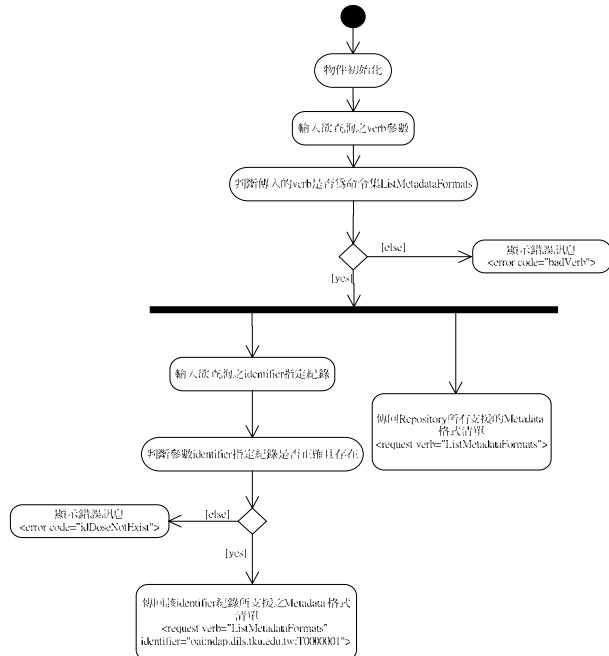 物件初始化
輸入欲查詢之verb參數
判斷傳入的verb是否為命令集ListMetadataFormats
[else]
顯示錯誤訊息
<error code="badVerb">
[yes]
輸入欲查詢之identifier指定紀錄
傳回Repository所有支援的Metadata
格式清單
<request verb="ListMetadataFormats">
判斷參數identifier指定紀錄是否正確且存在
[else]
顯示錯誤訊息
<error code="idDoseNotExist">
[yes]
傳回該identifier紀錄所支援之Metadata 格式
清單
<request verb="ListMetadataFormats"
identifier="oai:ndap.dils.tku.edu.tw:T0000001">